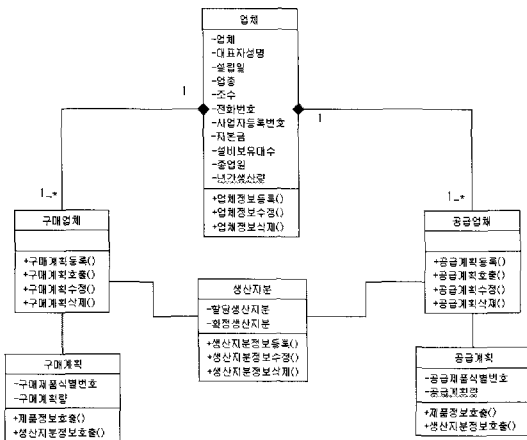 업체
-업체
-대표자성명
-설립일
-업종
-조수
-전화번호
-사업자등록번호
-자본금
-설비보유대수
-종업일
-년간생산량
+업체정보등록()
+업체정보수정()
+업체정보삭제()
1
1
1..*
1..*
구매업체
+구매계획등록()
+구매계획호출()
+구매계획수정()
+구매계획삭제()
공급업체
+공급계획등록()
+공급계획호출()
+공급계획수정()
+공급계획삭제()
생산지분
-할당생산지분
-확정생산지분
+생산지분정보등록()
+생산지분정보수정()
+생산지분정보삭제()
구매계획
-구매제품식별번호
-구매계획량
+제품정보호출()
+생산지분정보호출()
공급계획
-공급제품식별번호
-공급계획량
+제품정보호출()
+생산지분정보호출()